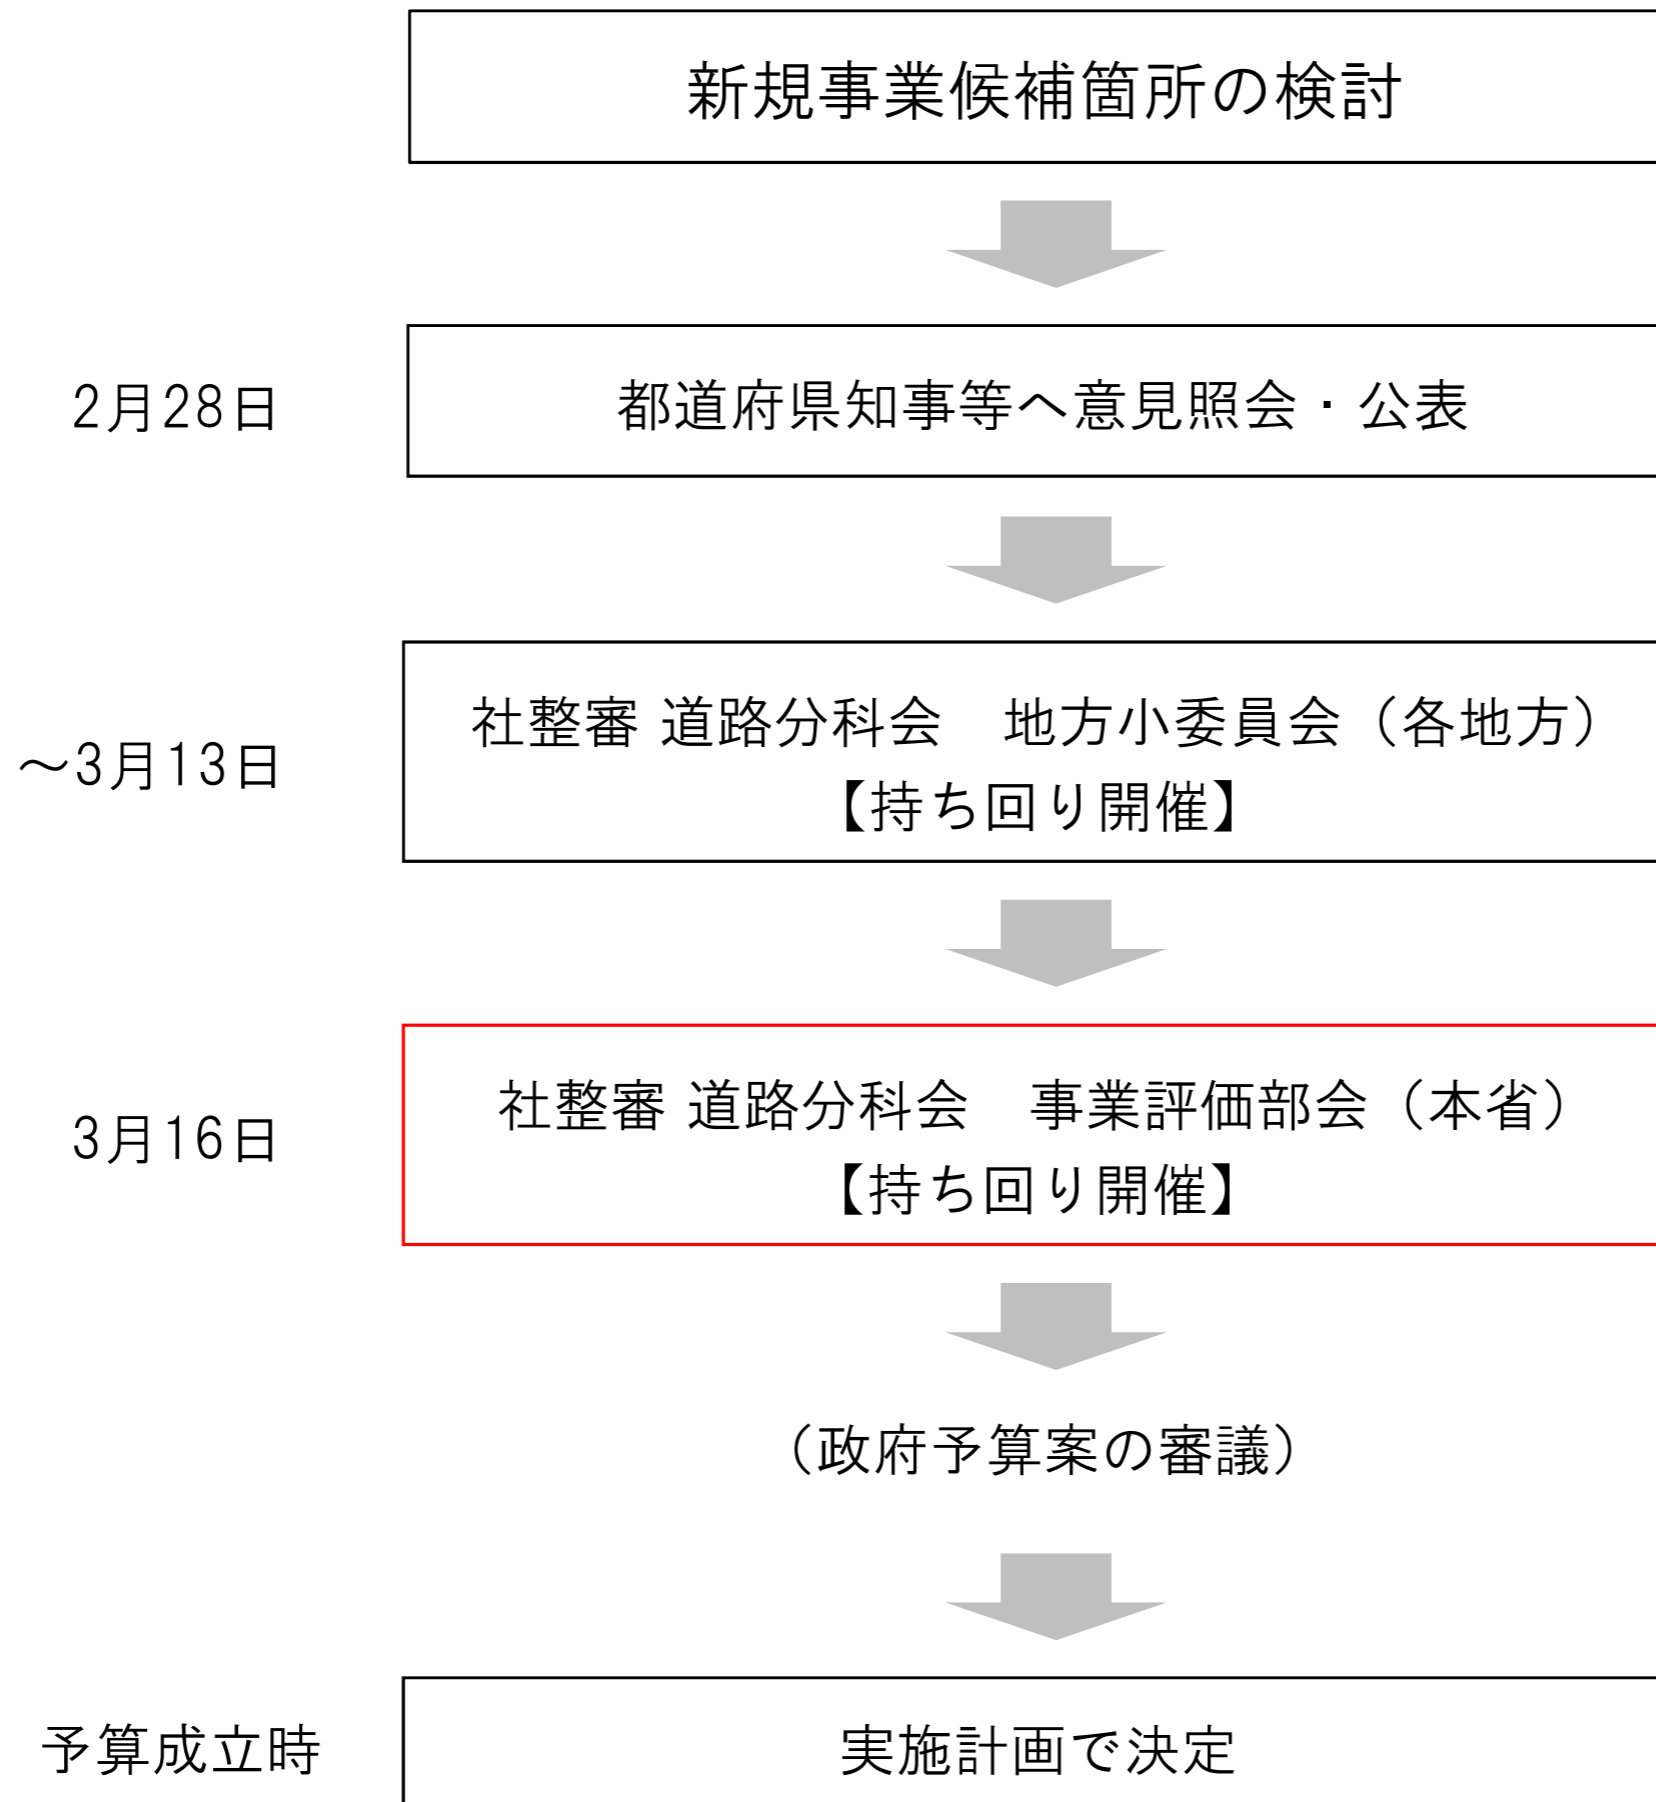 新規事業候補箇所の検討
2月28日
都道府県知事等へ意見照会・公表
～3月13日
社整審 道路分科会　地方小委員会（各地方）
【持ち回り開催】
3月16日
社整審 道路分科会　事業評価部会（本省）
【持ち回り開催】
（政府予算案の審議）
予算成立時
実施計画で決定